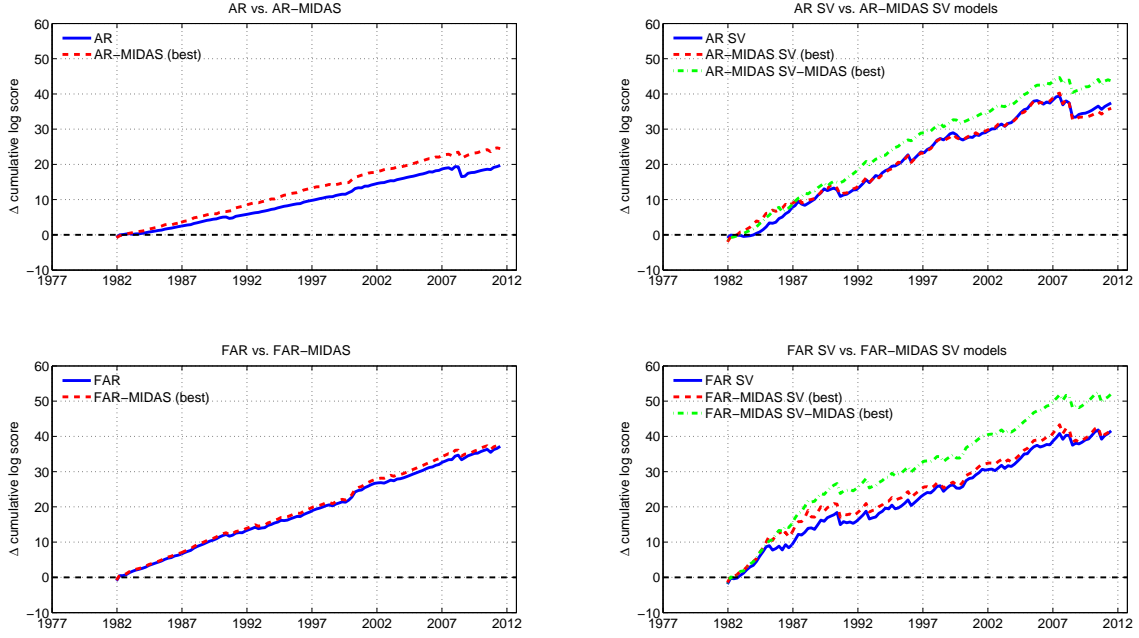 AR vs. AR−MIDAS
60
50
40
30
20
10
0
−10
Δ cumulative log score
AR
AR−MIDAS (best)
1977 1982 1987 1992 1997 2002 2007 2012
AR SV vs. AR−MIDAS SV models
60
50
40
30
20
10
0
−10
Δ cumulative log score
AR SV
AR−MIDAS SV (best)
AR−MIDAS SV−MIDAS (best)
1977 1982 1987 1992 1997 2002 2007 2012
FAR vs. FAR−MIDAS
60
50
40
30
20
10
0
−10
Δ cumulative log score
FAR
FAR−MIDAS (best)
1977 1982 1987 1992 1997 2002 2007 2012
FAR SV vs. FAR−MIDAS SV models
60
50
40
30
20
10
0
−10
Δ cumulative log score
FAR SV
FAR−MIDAS SV (best)
FAR−MIDAS SV−MIDAS (best)
1977 1982 1987 1992 1997 2002 2007 2012